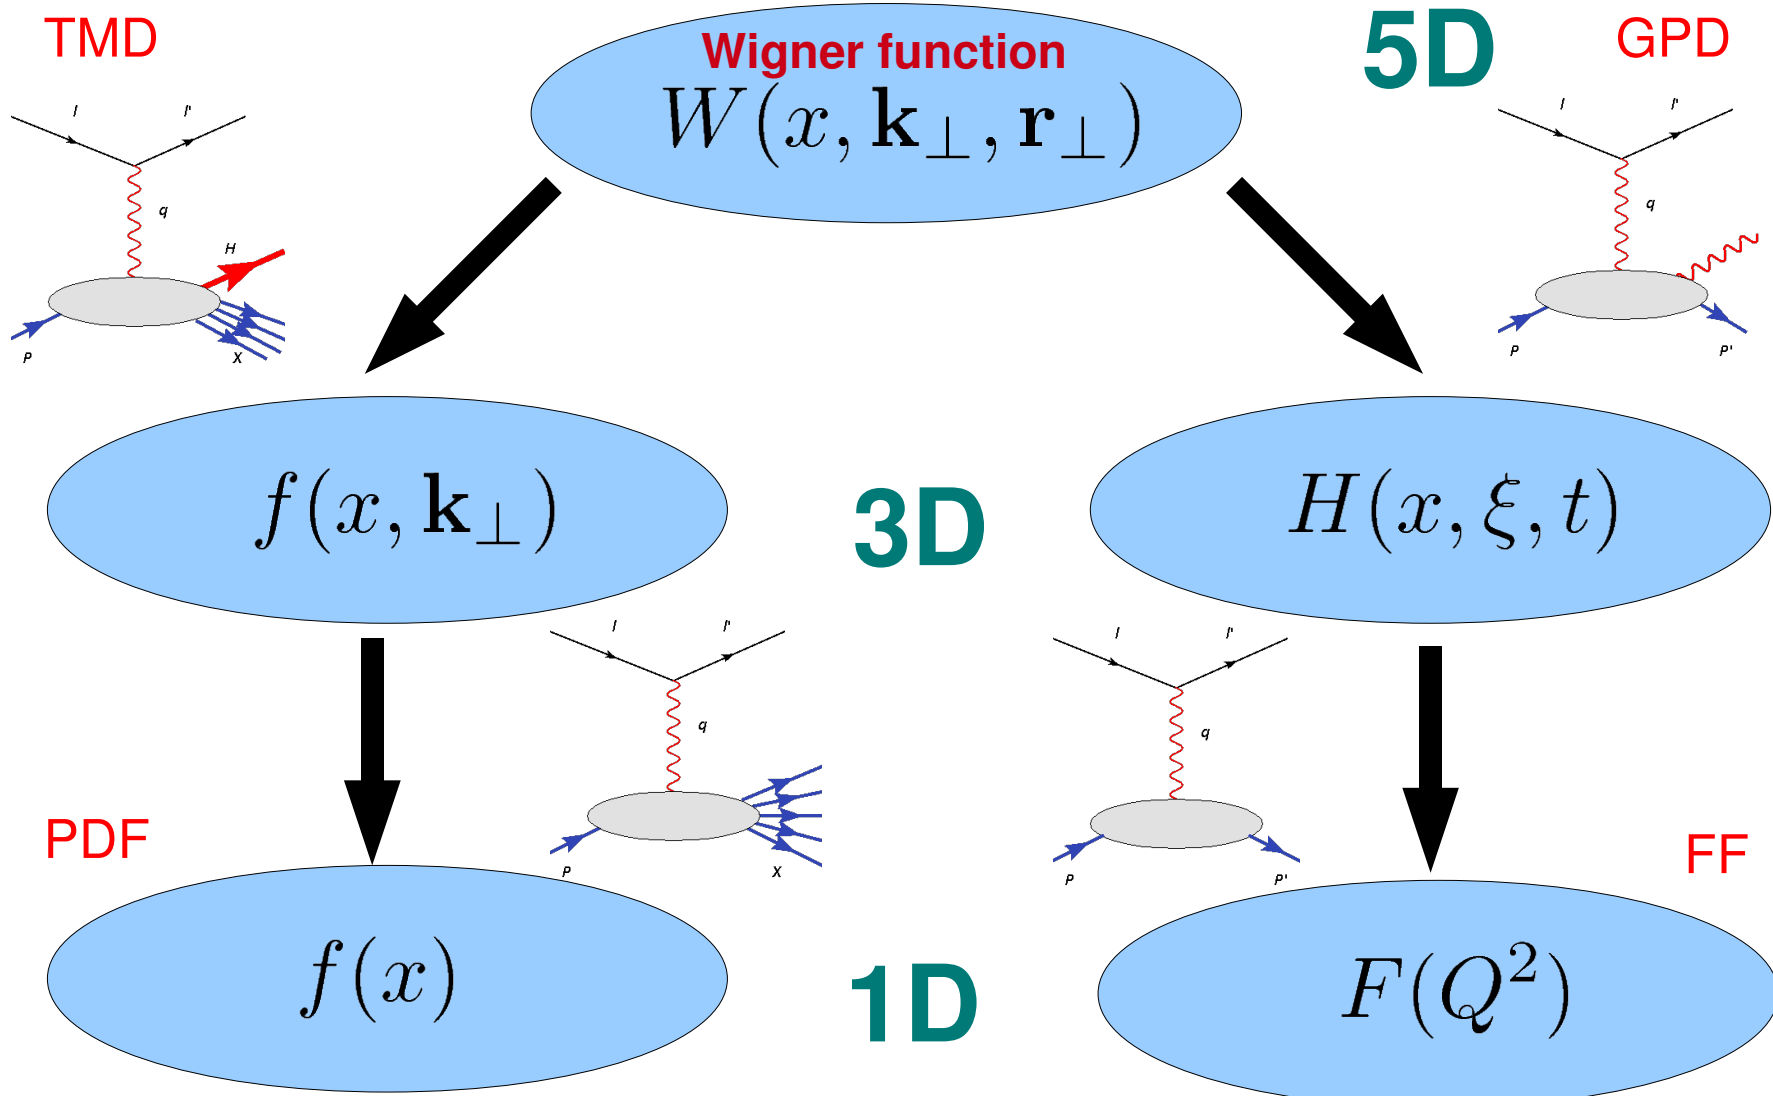 TMD
Wigner function
5D
GPD
W(x, k⊥, r⊥)
l l'
q
H
P X
l l'
q
P P'
f(x, k⊥)
3D
H(x, ξ, t)
l l'
q
P X
l l'
q
P P'
PDF
FF
f(x)
1D
F(Q²)